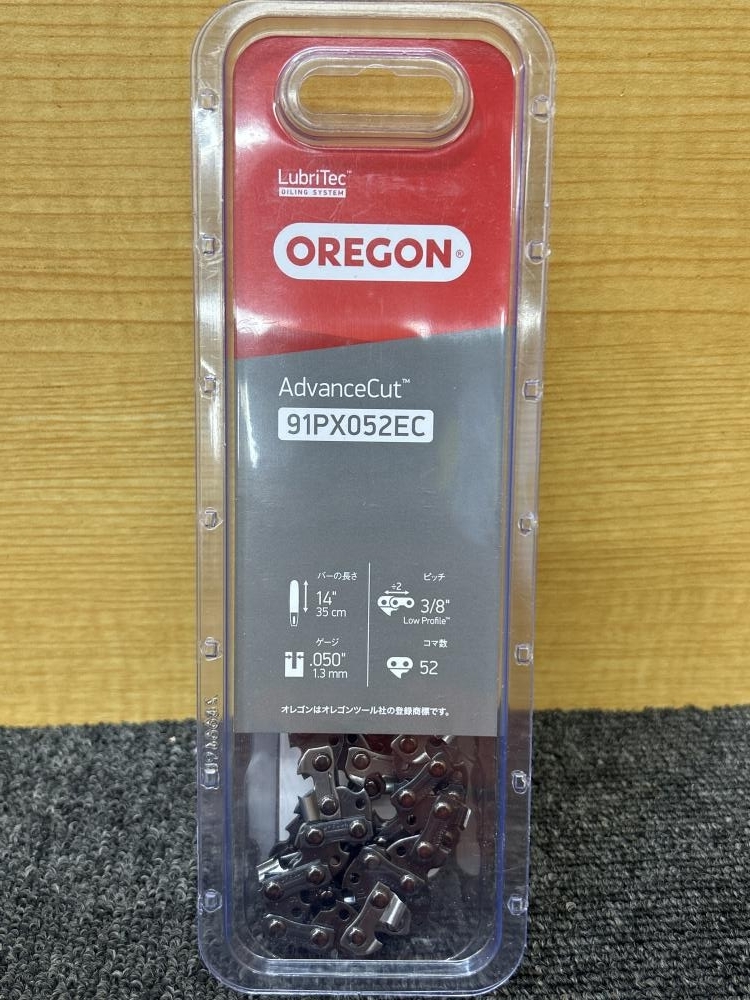 LubriTec™
OILING SYSTEM
OREGON®
AdvanceCut™
91PX052EC
バーの長さ
14"
35 cm
ピッチ
÷2
3/8"
Low Profile™
ゲージ
.050"
1.3 mm
コマ数
52
オレゴンはオレゴンツール社の登録商標です。